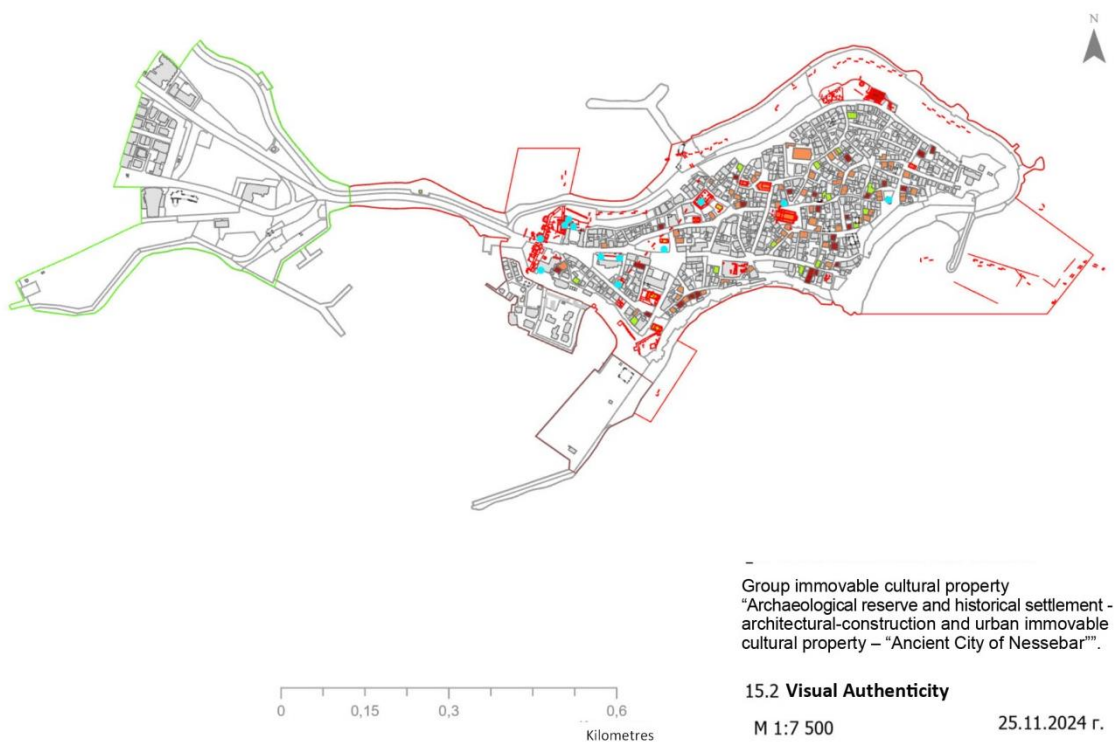 N
0 0,15 0,3 0,6
Kilometres
Group immovable cultural property
“Archaeological reserve and historical settlement -
architectural-construction and urban immovable
cultural property – “Ancient City of Nessebar””.
15.2 Visual Authenticity
M 1:7 500 25.11.2024 г.